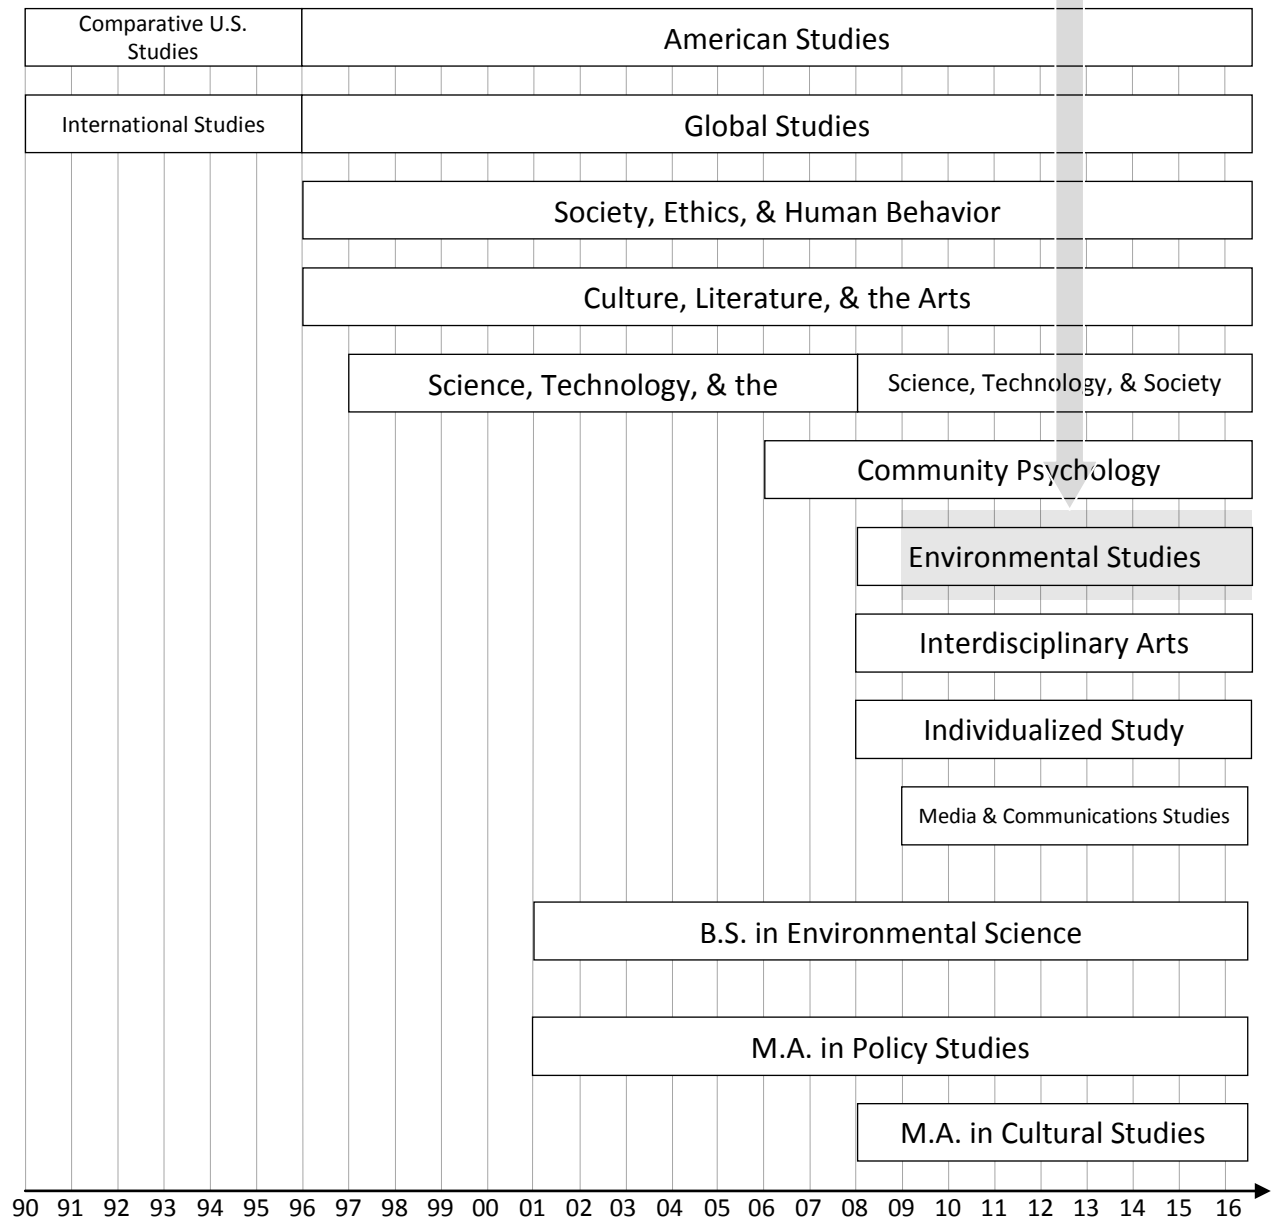 Comparative U.S.
Studies
American Studies
International Studies
Global Studies
Society, Ethics, & Human Behavior
Culture, Literature, & the Arts
Science, Technology, & the
Science, Technology, & Society
Community Psychology
Environmental Studies
Interdisciplinary Arts
Individualized Study
Media & Communications Studies
B.S. in Environmental Science
M.A. in Policy Studies
M.A. in Cultural Studies
90 91 92 93 94 95 96 97 98 99 00 01 02 03 04 05 06 07 08 09 10 11 12 13 14 15 16